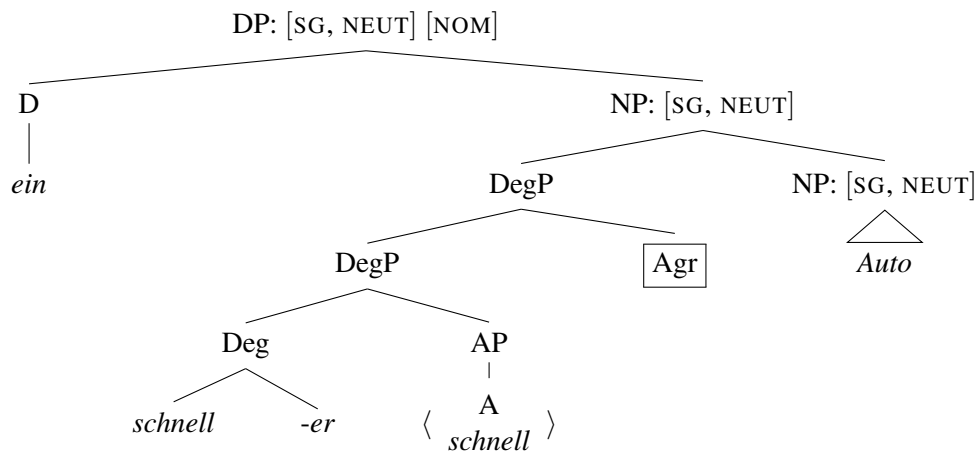 DP: [SG, NEUT] [NOM]
D NP: [SG, NEUT]
ein DegP NP: [SG, NEUT]
DegP Agr Auto
Deg AP
schnell -er ⟨ A ⟩
schnell